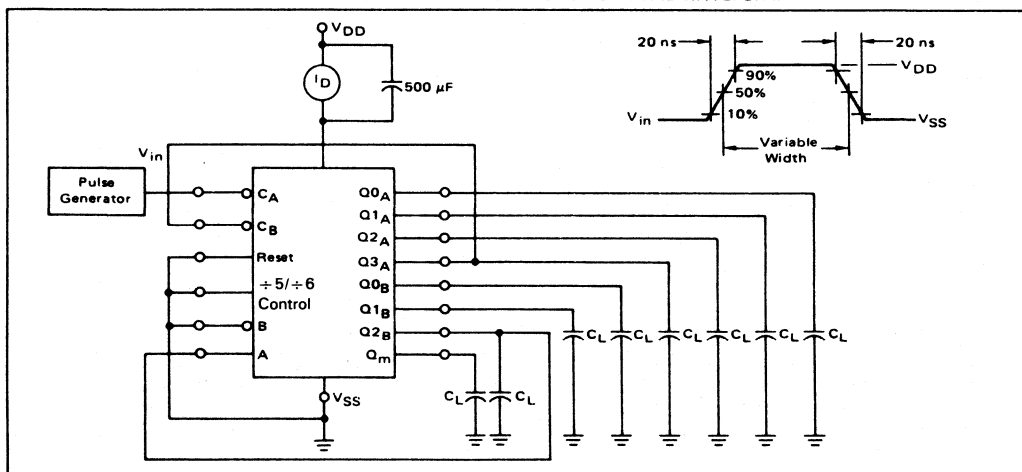 V_DD
I_D
500 µF
V_in
Pulse
Generator
C_A
C_B
Reset
÷5/÷6
Control
B
A
Q0_A
Q1_A
Q2_A
Q3_A
Q0_B
Q1_B
Q2_B
Q_m
V_SS
C_L
C_L
C_L
C_L
C_L
C_L
C_L
C_L
20 ns
20 ns
V_DD
90%
50%
10%
V_in
V_SS
Variable
Width